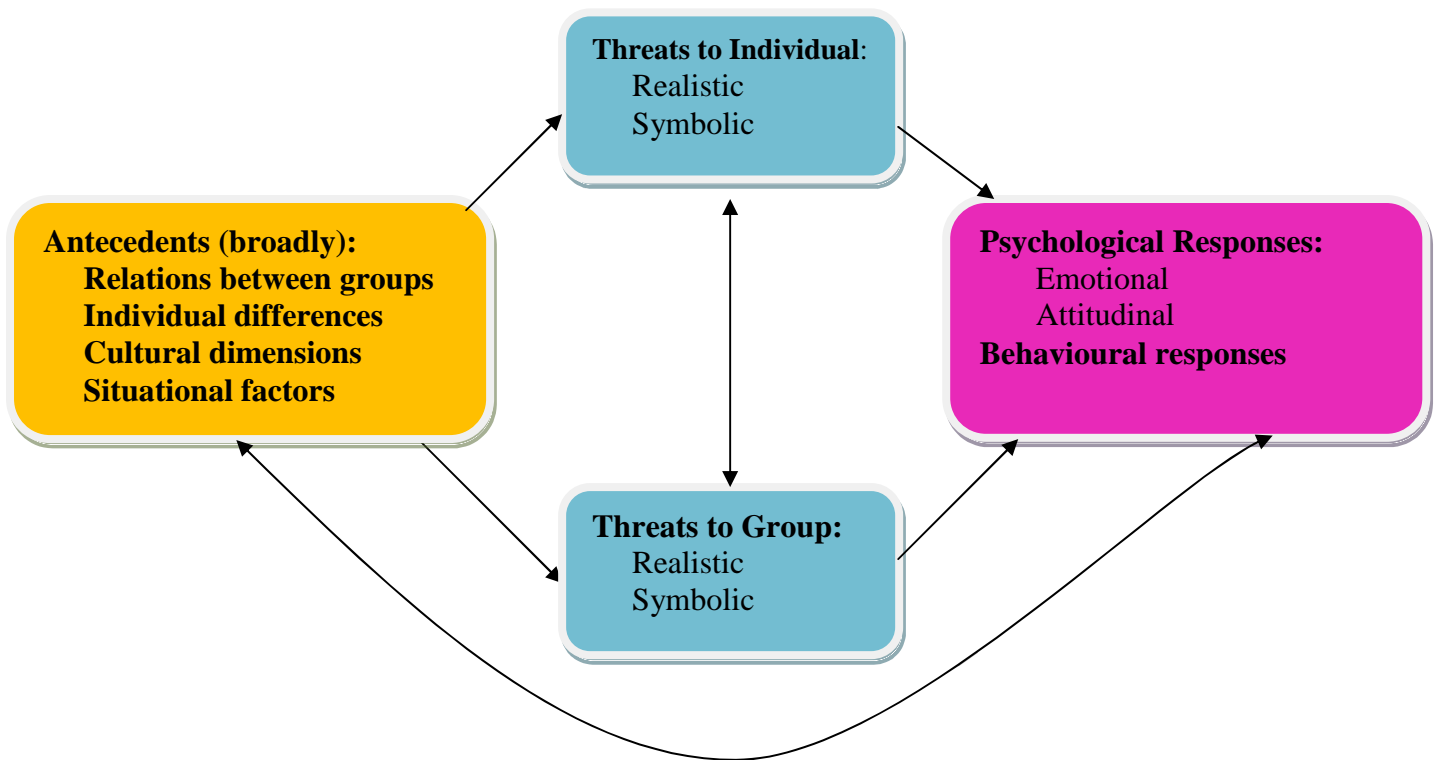 Threats to Individual:
Realistic
Symbolic
Antecedents (broadly):
Relations between groups
Individual differences
Cultural dimensions
Situational factors
Psychological Responses:
Emotional
Attitudinal
Behavioural responses
Threats to Group:
Realistic
Symbolic